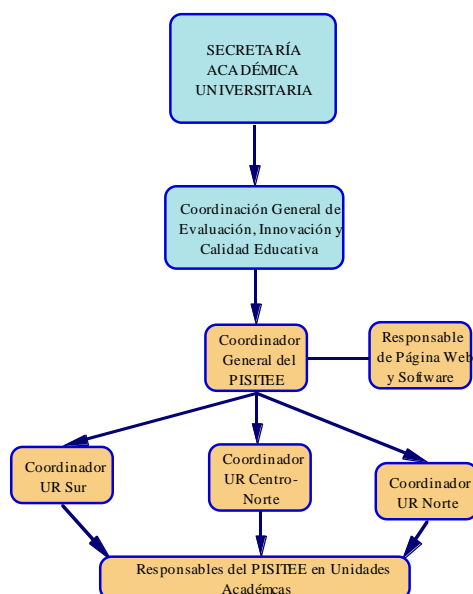 SECRETARÍA
ACADÉMICA
UNIVERSITARIA
Coordinación General de
Evaluación, Innovación y
Calidad Educativa
Coordinador
General del
PISITEE
Responsable
de Página Web
y Software
Coordinador
UR Sur
Coordinador
UR Centro-
Norte
Coordinador
UR Norte
Responsables del PISITEE en Unidades
Académcas